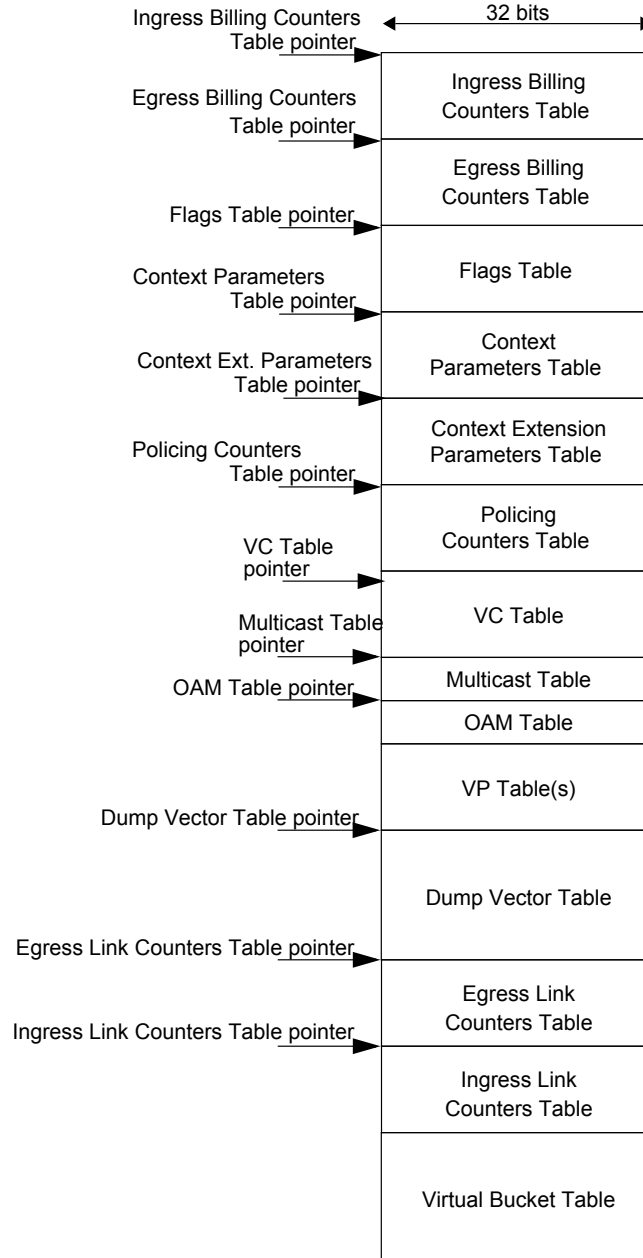 Ingress Billing Counters
Table pointer
32 bits
Ingress Billing
Counters Table
Egress Billing Counters
Table pointer
Egress Billing
Counters Table
Flags Table pointer
Flags Table
Context Parameters
Table pointer
Context
Parameters Table
Context Ext. Parameters
Table pointer
Context Extension
Parameters Table
Policing Counters
Table pointer
Policing
Counters Table
VC Table
pointer
VC Table
Multicast Table
pointer
Multicast Table
OAM Table pointer
OAM Table
VP Table(s)
Dump Vector Table pointer
Dump Vector Table
Egress Link Counters Table pointer
Egress Link
Counters Table
Ingress Link Counters Table pointer
Ingress Link
Counters Table
Virtual Bucket Table